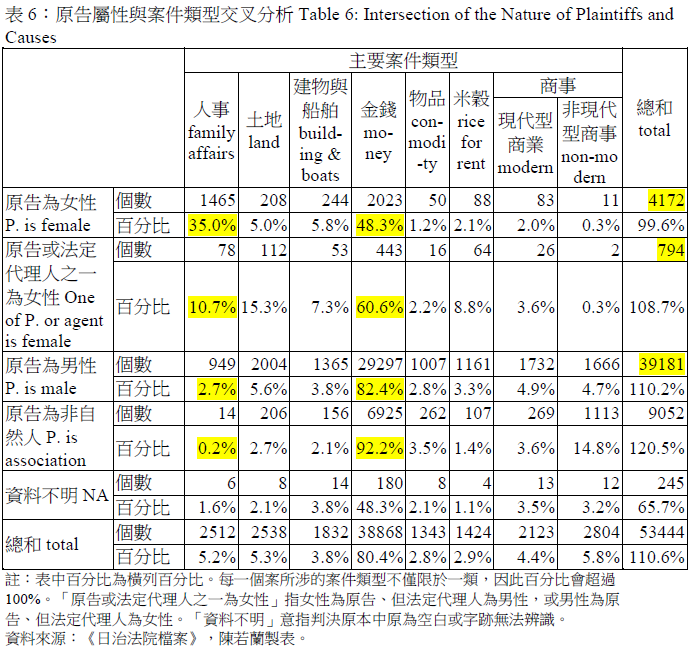 表 6：原告屬性與案件類型交叉分析 Table 6: Intersection of the Nature of Plaintiffs and
Causes
主要案件類型
人事 family affairs
土地 land
建物與船舶 build-ing & boats
金錢 mo-ney
物品 con-modi-ty
米穀 rice for rent
商事
現代型商業 modern
非現代型商事 non-mo dern
總和 total
原告為女性 P. is female
個數 1465 208 244 2023 50 88 83 11 4172
百分比 35.0% 5.0% 5.8% 48.3% 1.2% 2.1% 2.0% 0.3% 99.6%
原告或法定代理人之一為女性 One of P. or agent is female
個數 78 112 53 443 16 64 26 2 794
百分比 10.7% 15.3% 7.3% 60.6% 2.2% 8.8% 3.6% 0.3% 108.7%
原告為男性 P. is male
個數 949 2004 1365 29297 1007 1161 1732 1666 39181
百分比 2.7% 5.6% 3.8% 82.4% 2.8% 3.3% 4.9% 4.7% 110.2%
原告為非自然人 P. is association
個數 14 206 156 6925 262 107 269 1113 9052
百分比 0.2% 2.7% 2.1% 92.2% 3.5% 1.4% 3.6% 14.8% 120.5%
資料不明 NA
個數 6 8 14 180 8 4 13 12 245
百分比 1.6% 2.1% 3.8% 48.3% 2.1% 1.1% 3.5% 3.2% 65.7%
總和 total
個數 2512 2538 1832 38868 1343 1424 2123 2804 53444
百分比 5.2% 5.3% 3.8% 80.4% 2.8% 2.9% 4.4% 5.8% 110.6%
註：表中百分比為橫列百分比。每一個案所涉的案件類型不僅限於一類，因此百分比會超過
100%。「原告或法定代理人之一為女性」指女性為原告、但法定代理人為男性，或男性為原
告、但法定代理人為女性。「資料不明」意指判決原本中原為空白或字跡無法辨識。
資料來源：《日治法院檔案》，陳若蘭製表。